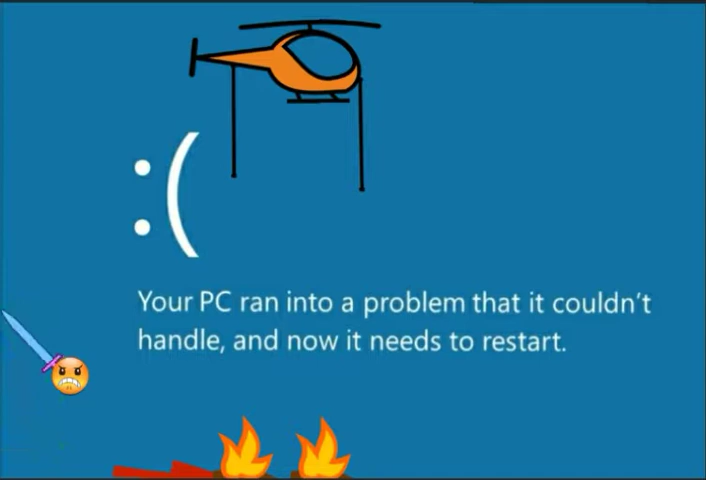 :(
Your PC ran into a problem that it couldn't
handle, and now it needs to restart.